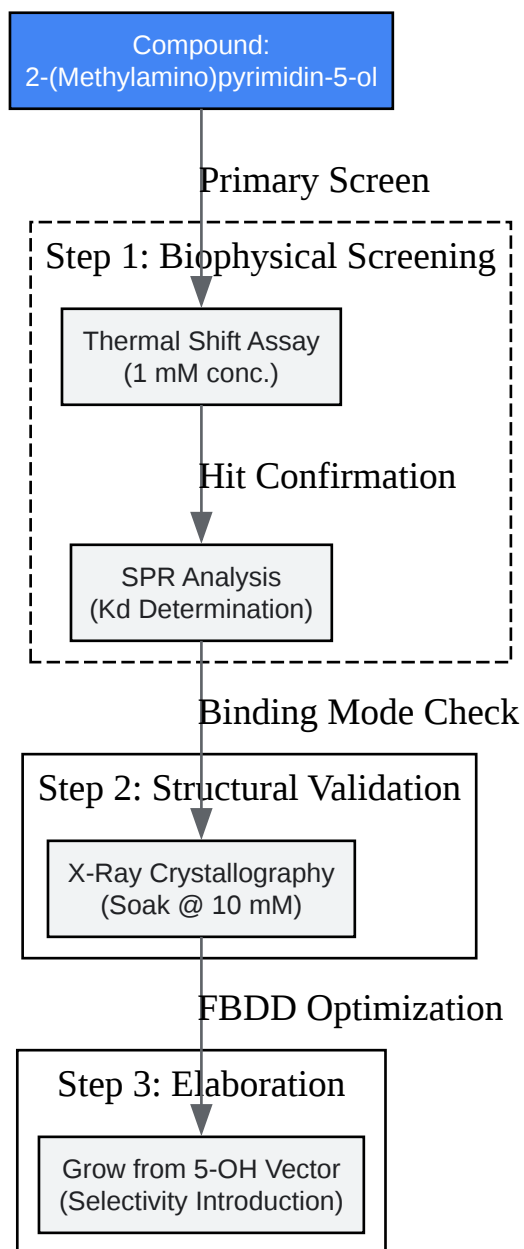 Compound:
2-(Methylamino)pyrimidin-5-ol
Primary Screen
Step 1: Biophysical Screening
Thermal Shift Assay
(1 mM conc.)
Hit Confirmation
SPR Analysis
(Kd Determination)
Binding Mode Check
Step 2: Structural Validation
X-Ray Crystallography
(Soak @ 10 mM)
FBDD Optimization
Step 3: Elaboration
Grow from 5-OH Vector
(Selectivity Introduction)